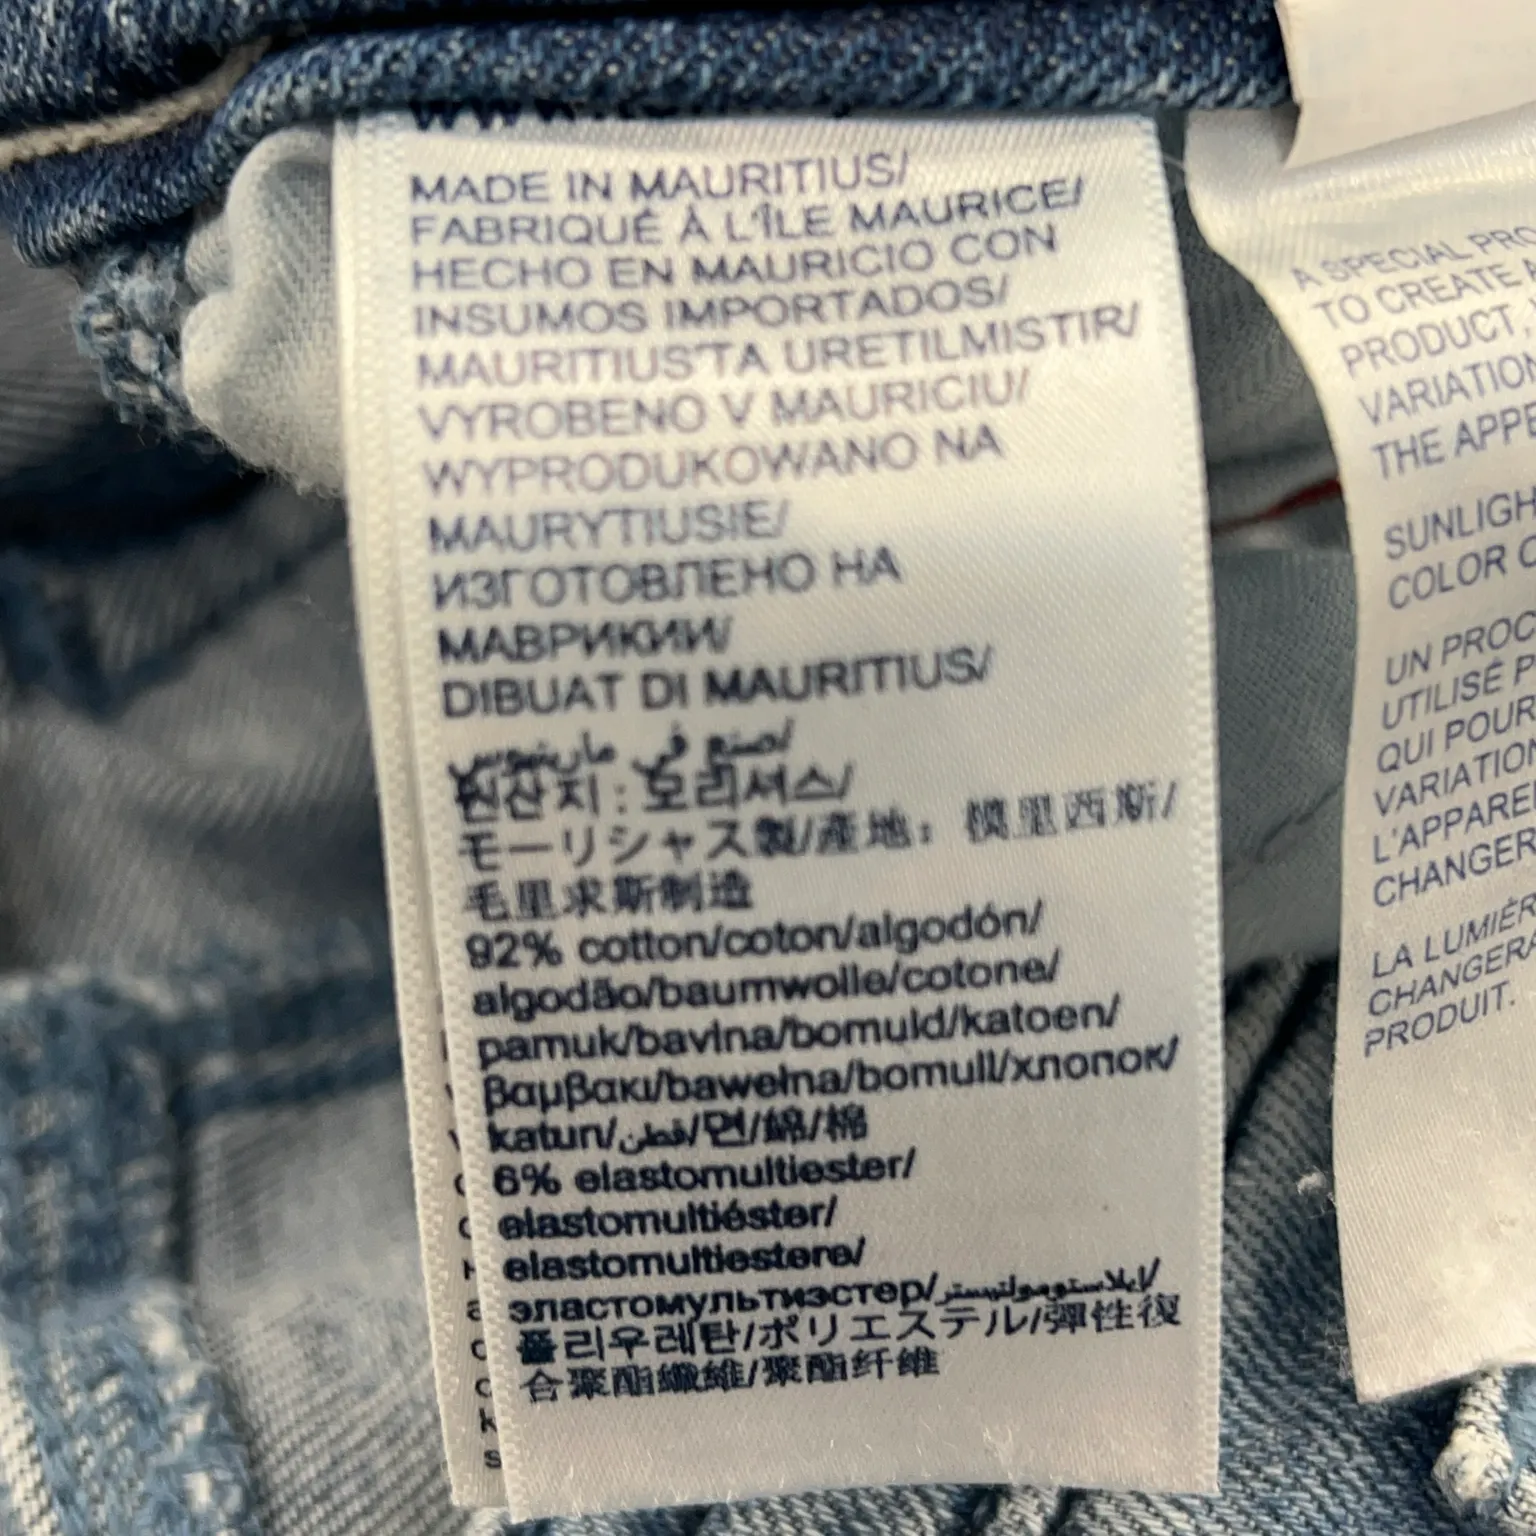 MADE IN MAURITIUS/
FABRIQUÉ À L'ÎLE MAURICE/
HECHO EN MAURICIO CON
INSUMOS IMPORTADOS/
MAURITIUS'TA URETILMISTIR/
VYROBENO V MAURICIU/
WYPRODUKOWANO NA
MAURYTIUSIE/
ИЗГОТОВЛЕНО НА
МАВРИКИИ/
DIBUAT DI MAURITIUS/
صنع في ماريتيوس/
원산지 : 모리셔스/
モーリシャス製/產地：模里西斯/
毛里求斯制造
92% cotton/coton/algodón/
algodão/baumwolle/cotone/
pamuk/bavlna/bomuld/katoen/
βαμβακι/bawełna/bomull/хлопок/
katun/قطن/면/綿/棉
6% elastomultiester/
elastomultiéster/
elastomultiestere/
эластомультиэстер/ايلاستومولتيستر/
폴리우레탄/ポリエステル/彈性復
合聚酯纖維/聚酯纤维
A SPECIAL
TO CREATE
PRODUCT
VARIATION
THE
SUNLIGH
COLOR
UN PROC
UTILISÉ
QUI POUR
VARIATION
L'APPARE
CHANGER
LA LUMIÈR
CHANGERA
PRODUIT.